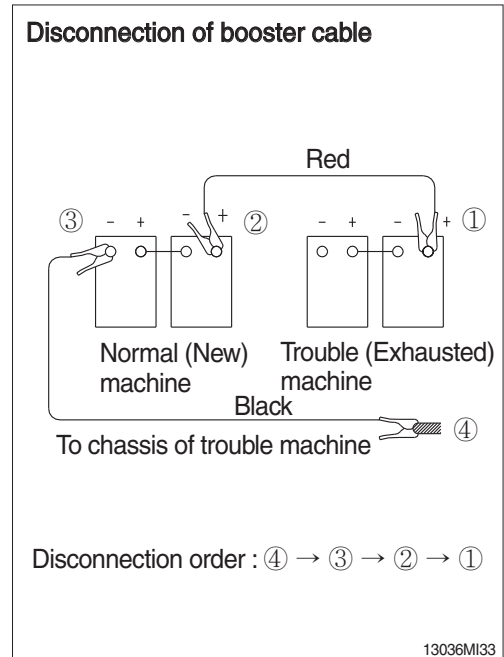 Disconnection of booster cable
Red
③ - + - + ② - + - + ①
Normal (New)
machine
Trouble (Exhausted)
machine
Black
To chassis of trouble machine ④
Disconnection order : ④ → ③ → ② → ①
13036MI33